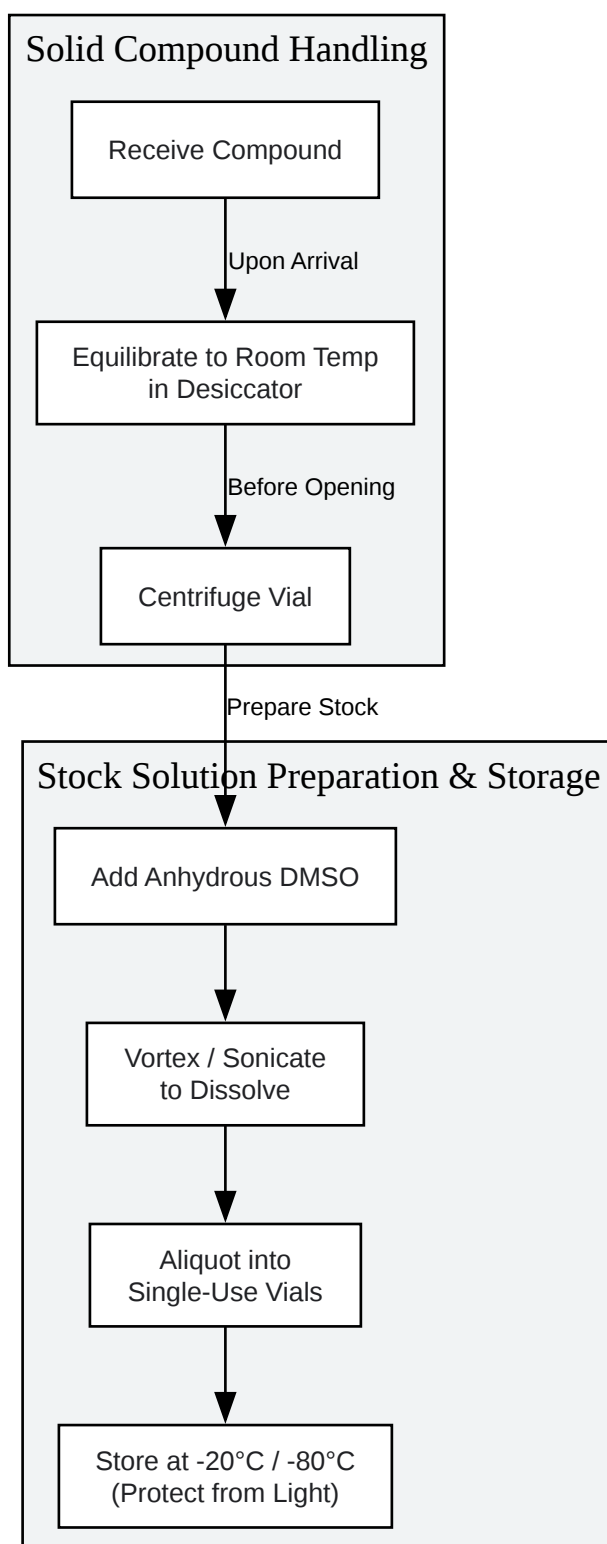 Solid Compound Handling
Receive Compound
Upon Arrival
Equilibrate to Room Temp
in Desiccator
Before Opening
Centrifuge Vial
Prepare Stock
Stock Solution Preparation & Storage
Add Anhydrous DMSO
Vortex / Sonicate
to Dissolve
Aliquot into
Single-Use Vials
Store at -20°C / -80°C
(Protect from Light)